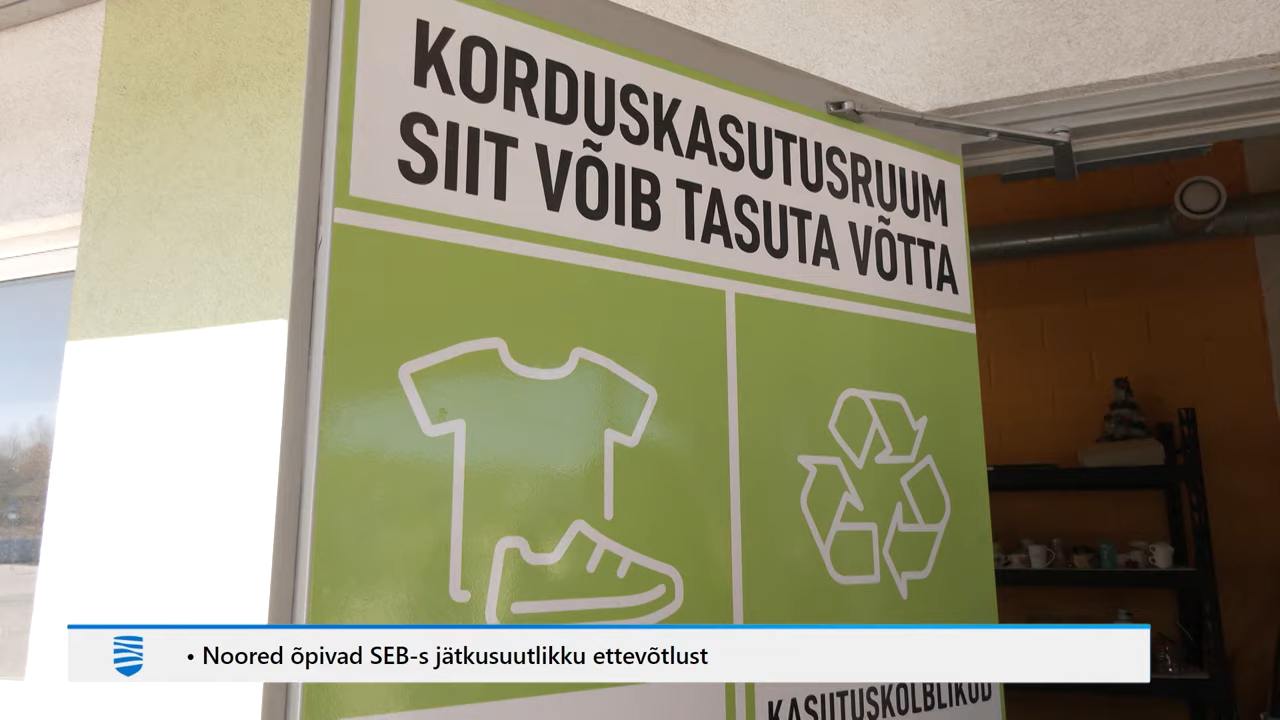 KORDUSKASUTUSRUUM
SIIT VÕIB TASUTA VÕTTA
• Noored õpivad SEB-s jätkusuutlikku ettevõtlust
KASUTUSKÕLBLIKUD